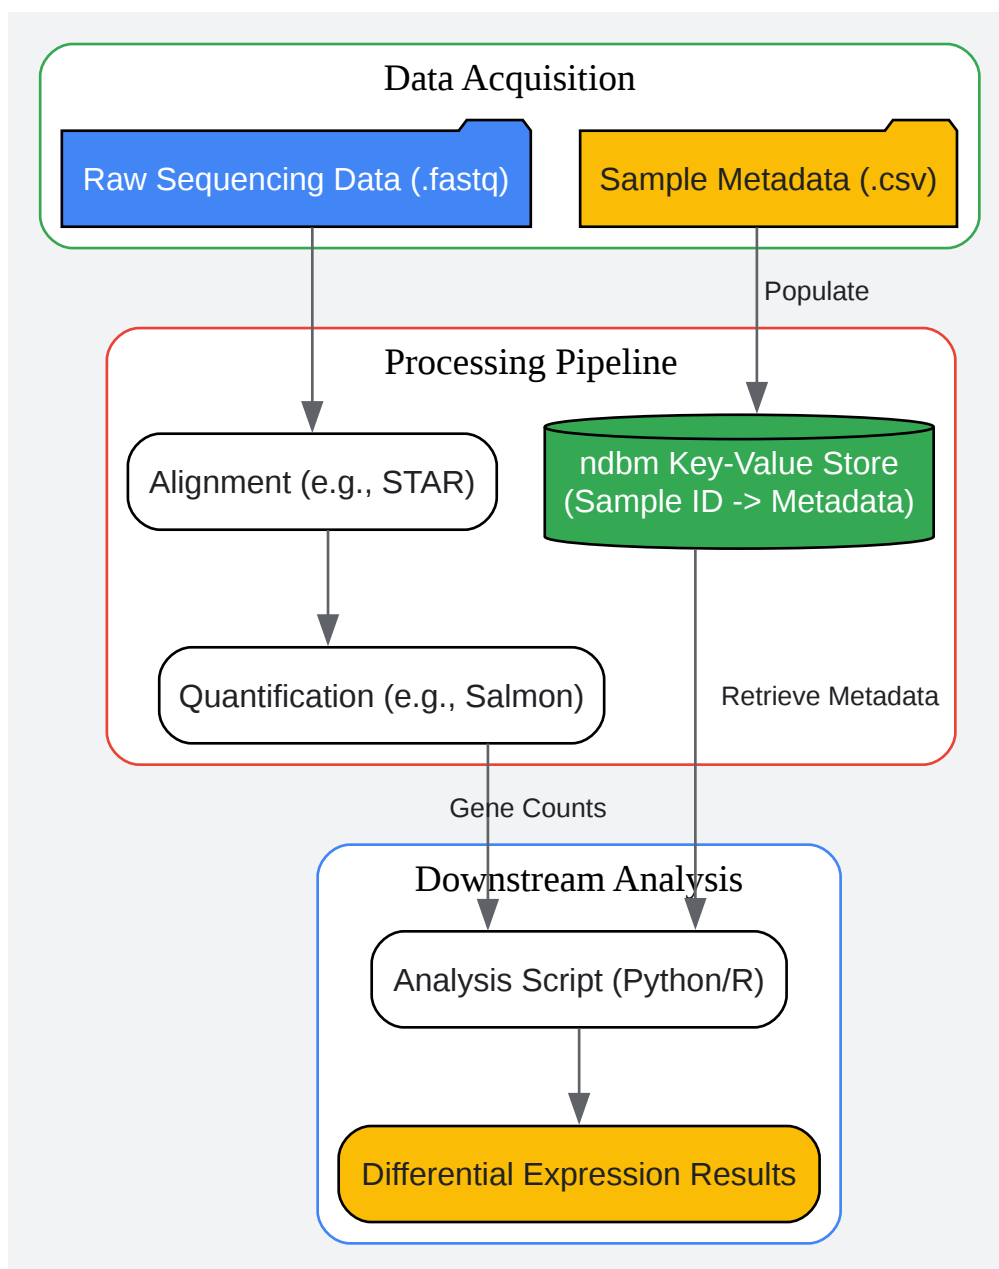 Data Acquisition
Raw Sequencing Data (.fastq)
Sample Metadata (.csv)
Populate
Processing Pipeline
Alignment (e.g., STAR)
ndbm Key-Value Store
(Sample ID -> Metadata)
Quantification (e.g., Salmon)
Retrieve Metadata
Gene Counts
Downstream Analysis
Analysis Script (Python/R)
Differential Expression Results